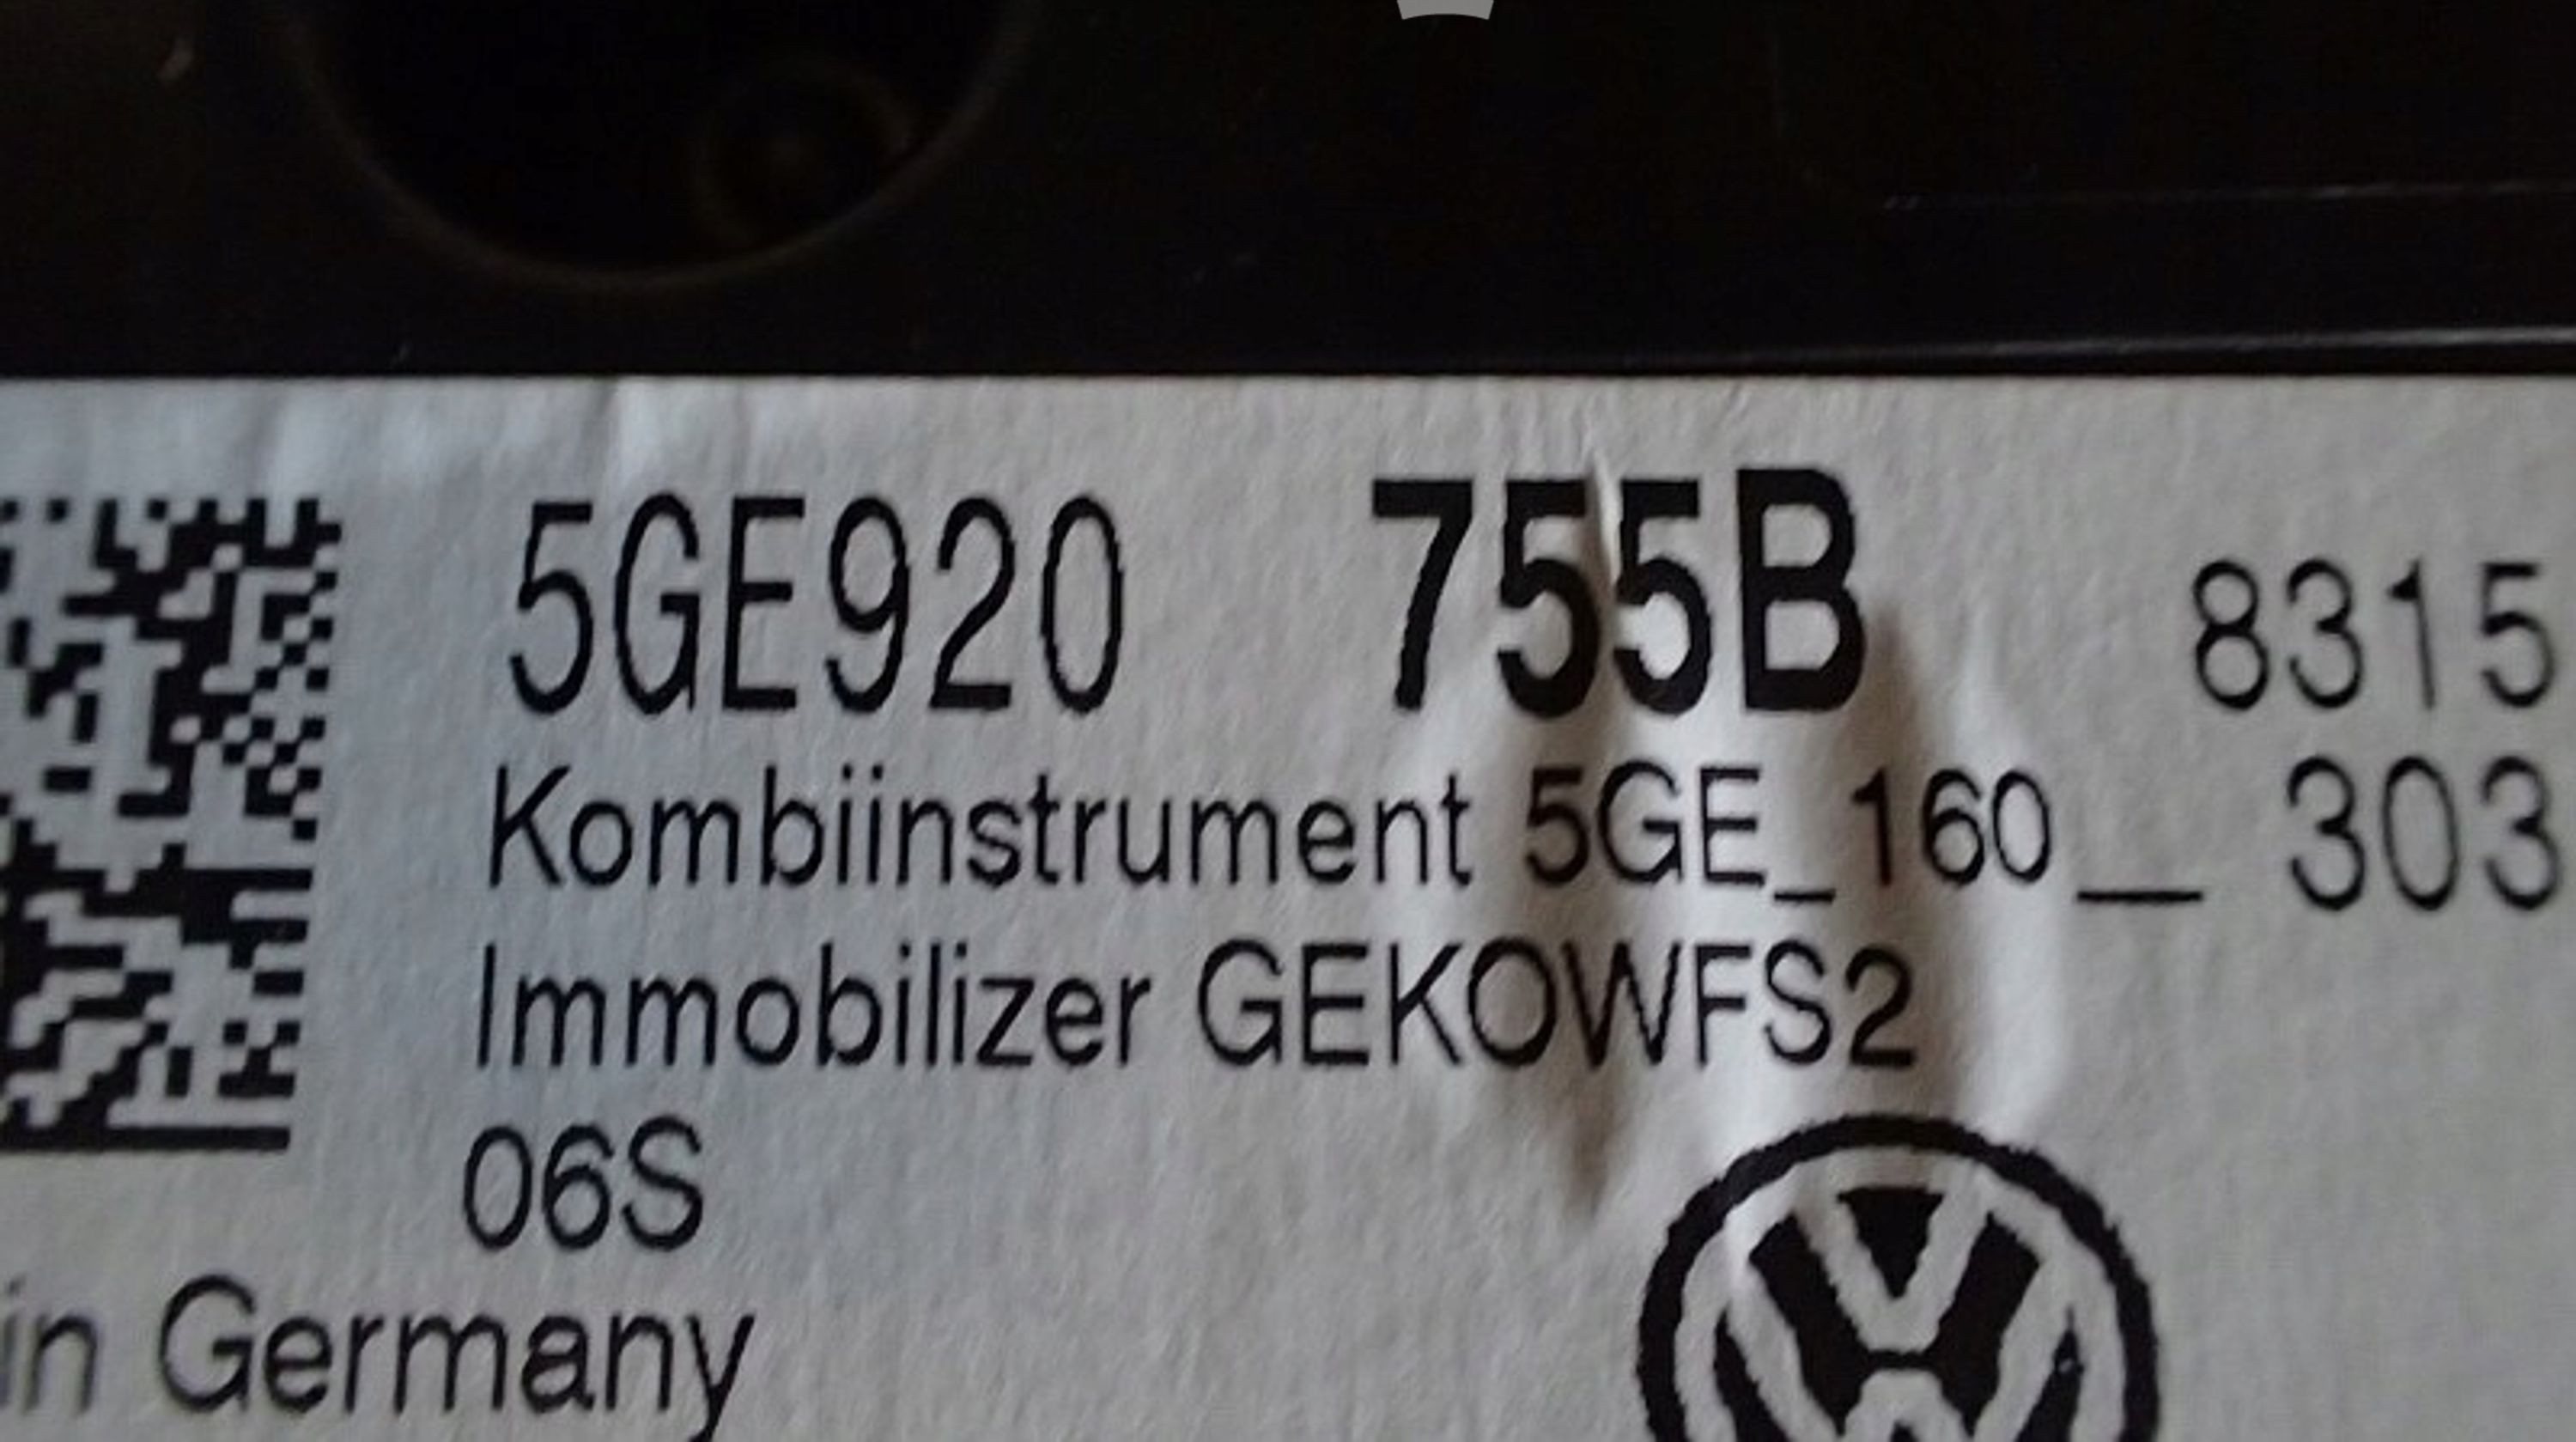 5GE920 755B 8315
Kombiinstrument 5GE_160__ 303
Immobilizer GEKOWFS2
06S
in Germany